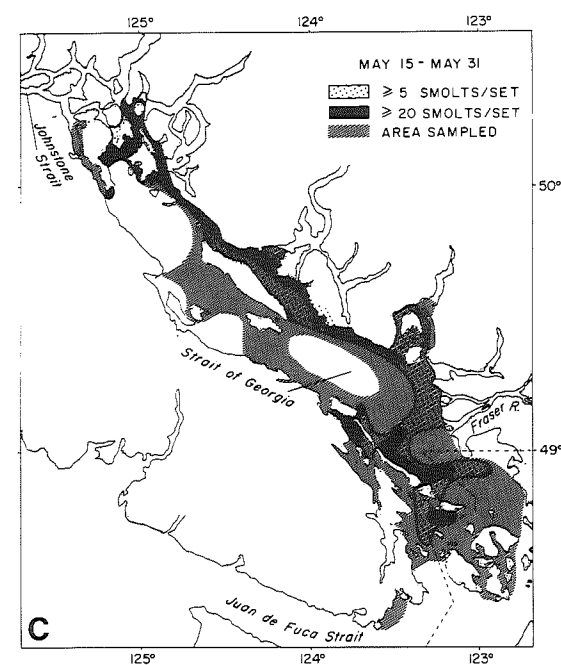 125° 124° 123°
MAY 15 - MAY 31
≥ 5 SMOLTS/SET
≥ 20 SMOLTS/SET
AREA SAMPLED
Johnstone
Strait
50°
Strait of Georgia
Fraser R.
49°
Juan de Fuca Strait
C
125° 124° 123°